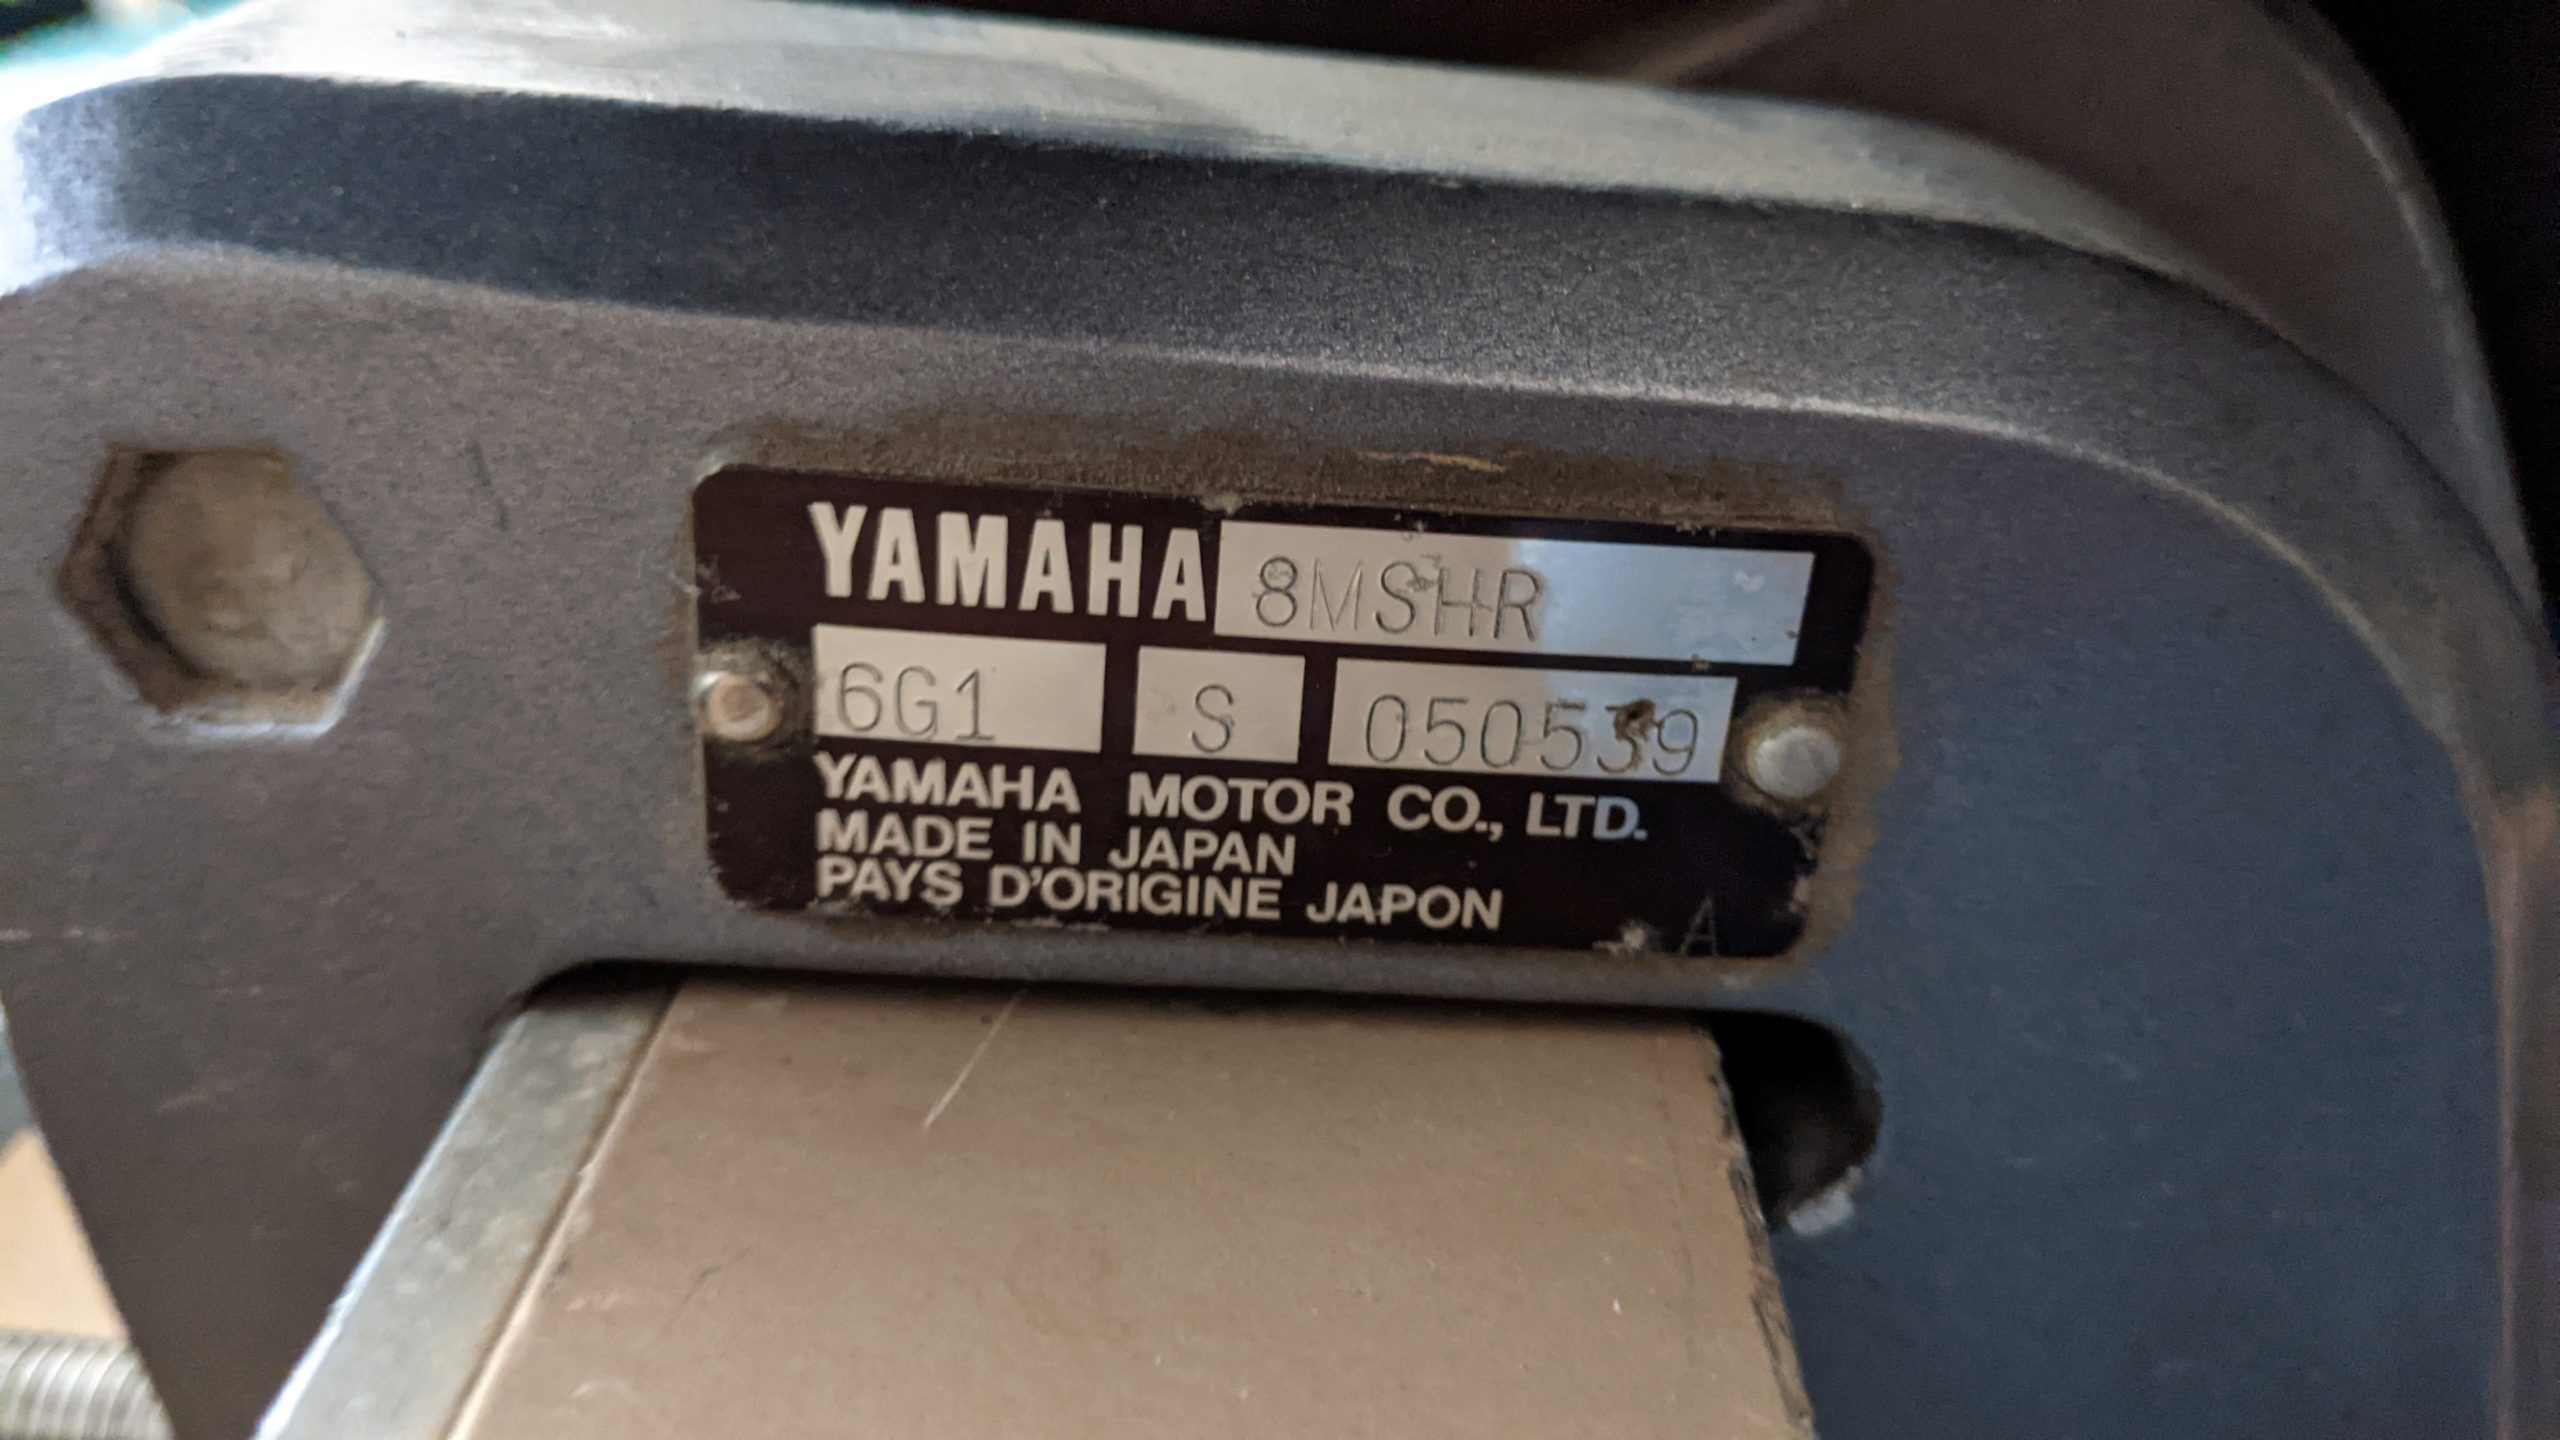 YAMAHA 8MSHR
6G1 S 050539
YAMAHA MOTOR CO., LTD.
MADE IN JAPAN
PAYS D'ORIGINE JAPON
A